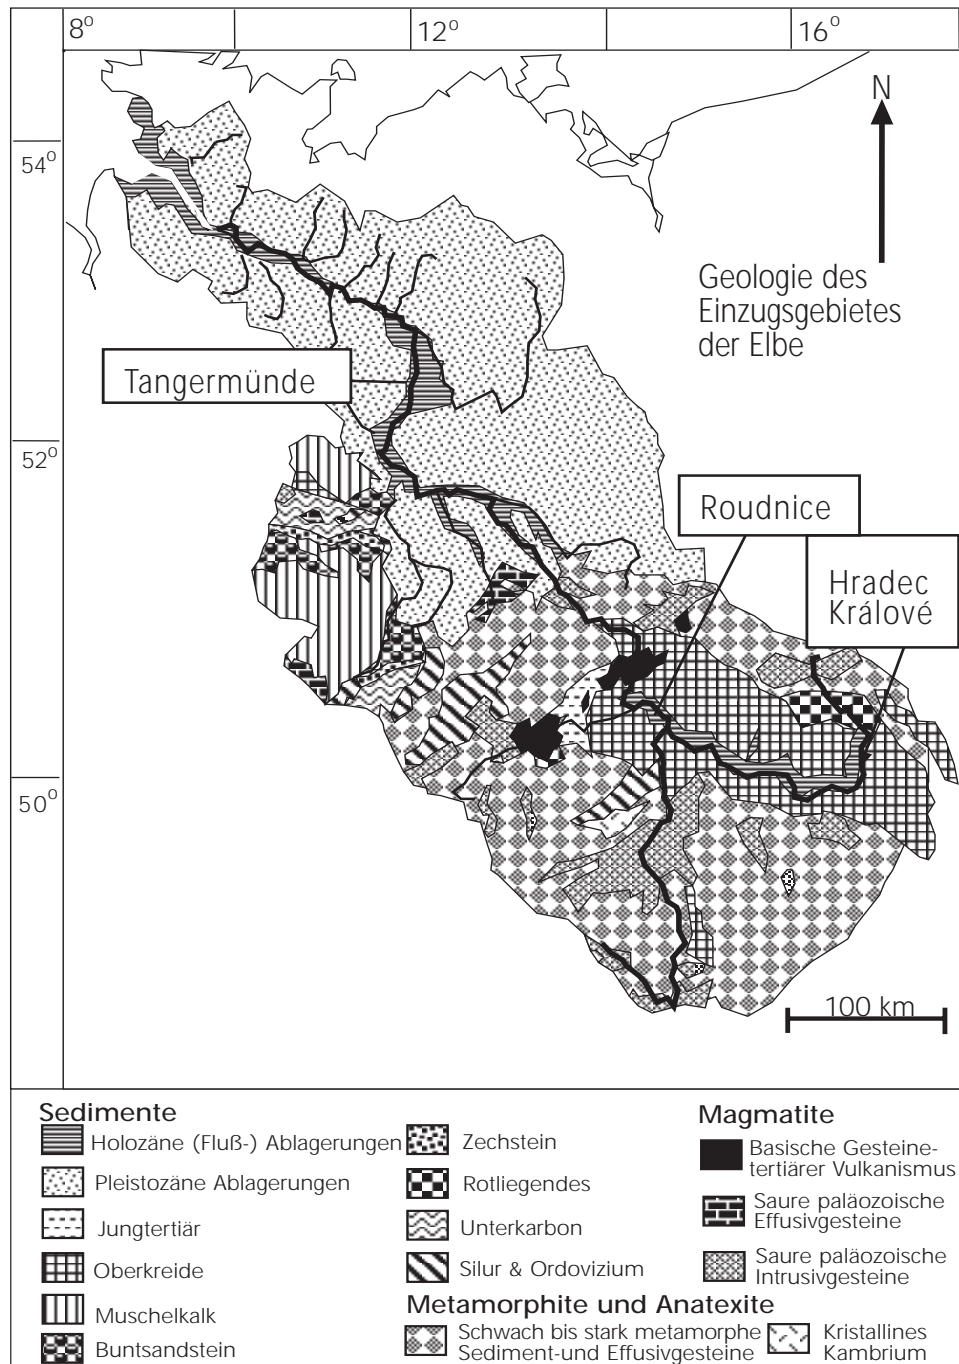 8°
12°
16°
N
54°
Geologie des
Einzugsgebietes
der Elbe
Tangermünde
52°
Roudnice
Hradec
Králové
50°
100 km
Sedimente
Holozäne (Fluß-) Ablagerungen
Pleistozäne Ablagerungen
Jungtertiär
Oberkreide
Muschelkalk
Buntsandstein
Zechstein
Rotliegendes
Unterkarbon
Silur & Ordovizium
Magmatite
Basische Gesteine-
tertiärer Vulkanismus
Saure paläozoische
Effusivgesteine
Saure paläozoische
Intrusivgesteine
Metamorphite und Anatexite
Schwach bis stark metamorphe
Sediment-und Effusivgesteine
Kristallines
Kambrium